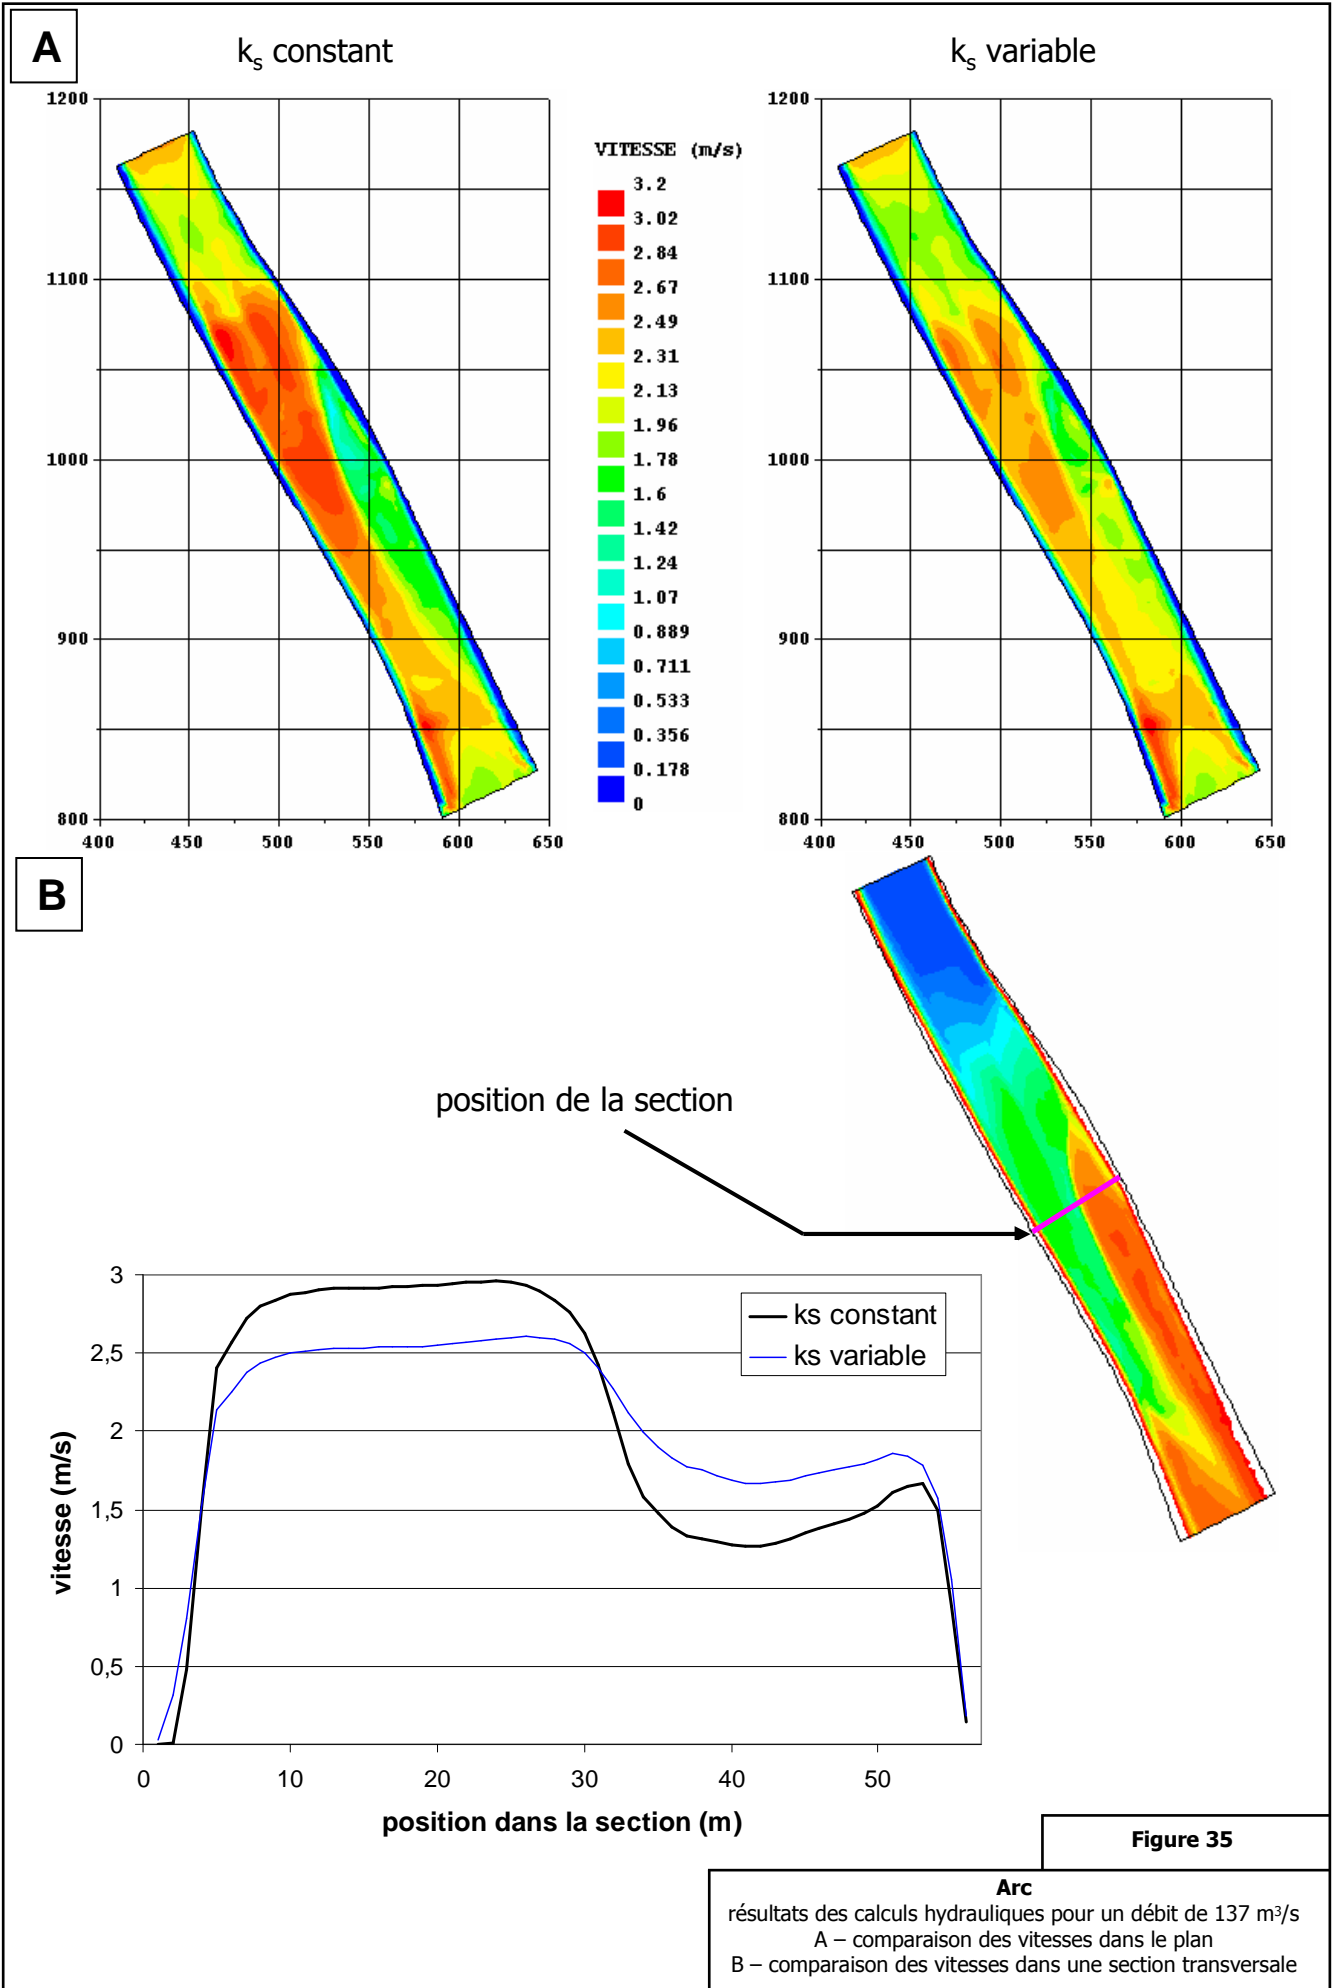 A
ks constant
ks variable
1200
1100
1000
900
800
400 450 500 550 600 650
VITESSE (m/s)
3.2
3.02
2.84
2.67
2.49
2.31
2.13
1.96
1.78
1.6
1.42
1.24
1.07
0.889
0.711
0.533
0.356
0.178
0
1200
1100
1000
900
800
400 450 500 550 600 650
B
position de la section
3
2,5
2
1,5
1
0,5
0
vitesse (m/s)
ks constant
ks variable
0 10 20 30 40 50
position dans la section (m)
Figure 35
Arc
résultats des calculs hydrauliques pour un débit de 137 m3/s
A – comparaison des vitesses dans le plan
B – comparaison des vitesses dans une section transversale